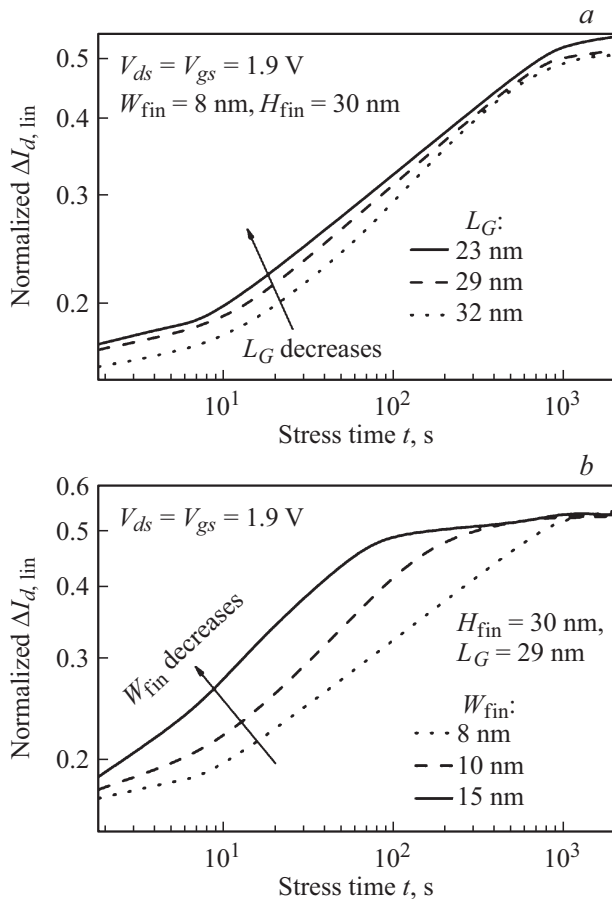 a
V_ds = V_gs = 1.9 V
W_fin = 8 nm, H_fin = 30 nm
Normalized ΔI_d, lin
0.5
0.4
0.3
0.2
L_G:
23 nm
29 nm
32 nm
L_G decreases
10^1
10^2
10^3
Stress time t, s
b
0.6
V_ds = V_gs = 1.9 V
Normalized ΔI_d, lin
0.5
0.4
0.3
0.2
W_fin decreases
H_fin = 30 nm,
L_G = 29 nm
W_fin:
8 nm
10 nm
15 nm
10^1
10^2
10^3
Stress time t, s